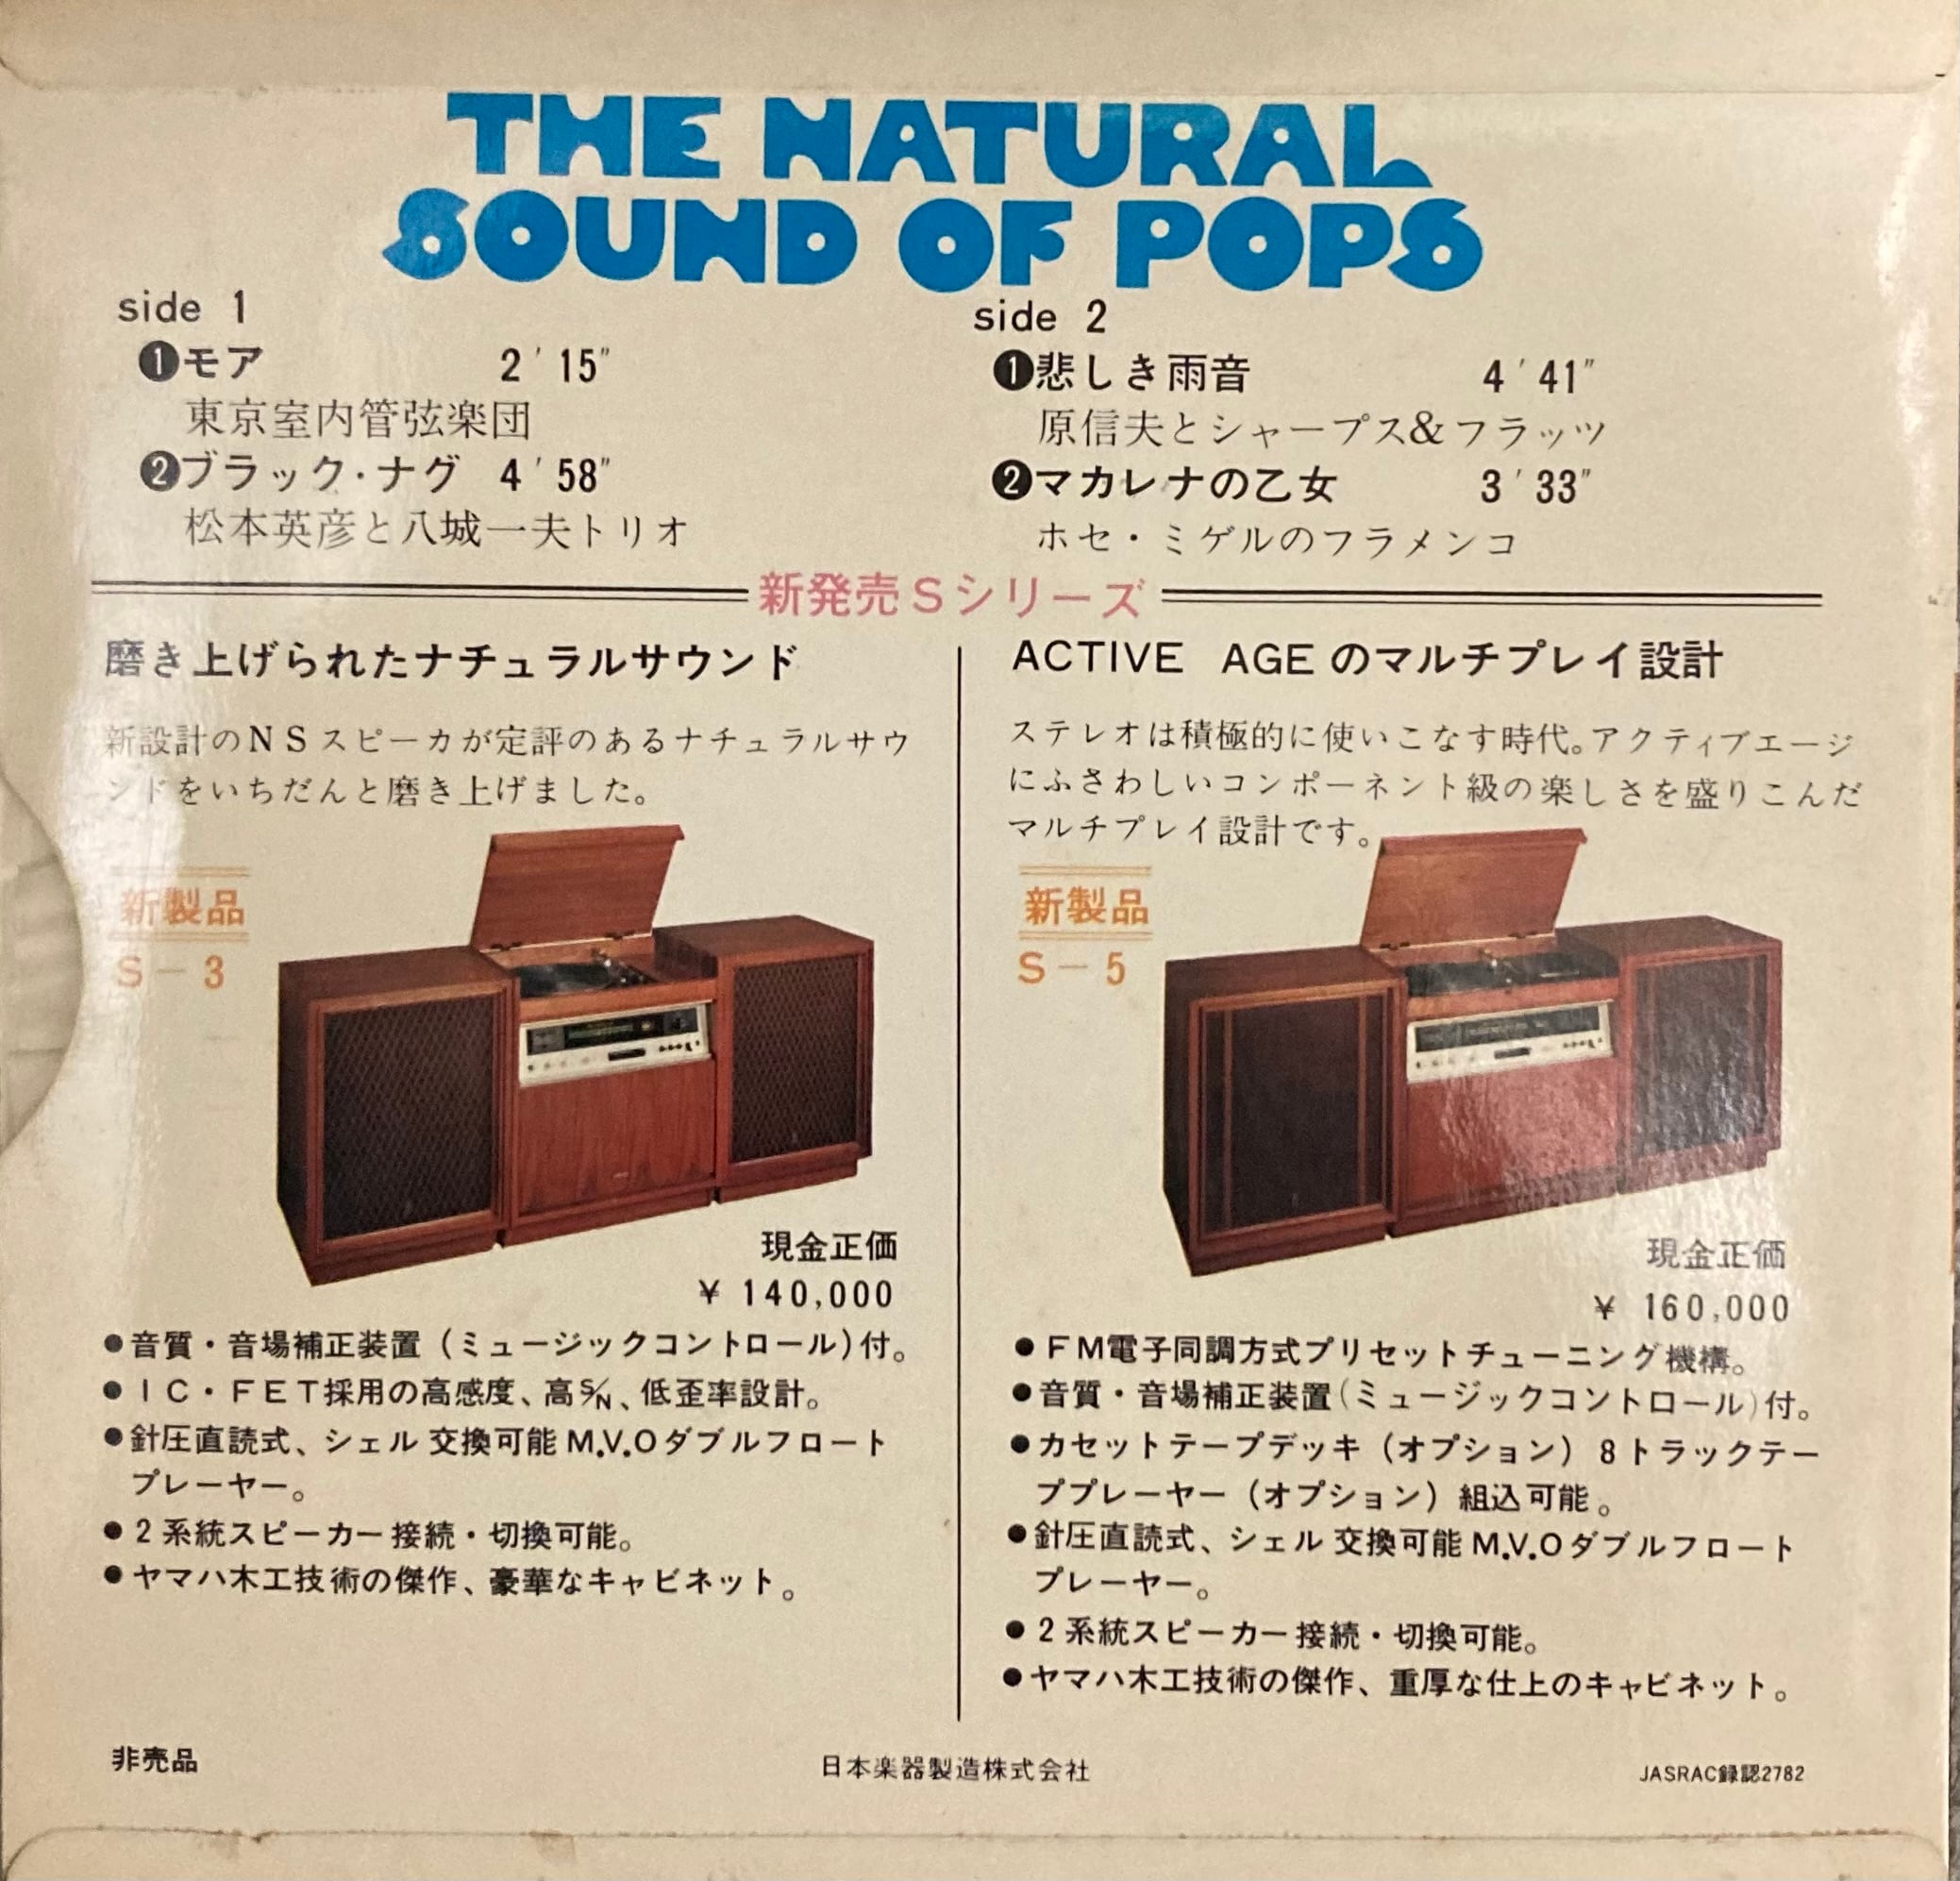 THE NATURAL
SOUND OF POPS
side 1
❶モア 2′15″
東京室内管弦楽団
❷ブラック・ナグ 4′58″
松本英彦と八城一夫トリオ
side 2
❶悲しき雨音 4′41″
原信夫とシャープス&フラッツ
❷マカレナの乙女 3′33″
ホセ・ミゲルのフラメンコ
新発売Sシリーズ
磨き上げられたナチュラルサウンド
新設計のNSスピーカが定評のあるナチュラルサウ
ンドをいちだんと磨き上げました。
新製品
S-3
現金正価
¥ 140,000
●音質・音場補正装置(ミュージックコントロール)付。
●IC・FET採用の高感度、高S/N、低歪率設計。
●針圧直読式、シェル交換可能M.V.Oダブルフロート
プレーヤー。
●2系統スピーカー接続・切換可能。
●ヤマハ木工技術の傑作、豪華なキャビネット。
ACTIVE AGEのマルチプレイ設計
ステレオは積極的に使いこなす時代。アクティブエージ
にふさわしいコンポーネント級の楽しさを盛りこんだ
マルチプレイ設計です。
新製品
S-5
現金正価
¥ 160,000
●FM電子同調方式プリセットチューニング機構。
●音質・音場補正装置(ミュージックコントロール)付。
●カセットテープデッキ(オプション)8トラックテー
ププレーヤー(オプション)組込可能。
●針圧直読式、シェル交換可能M.V.Oダブルフロート
プレーヤー。
●2系統スピーカー接続・切換可能。
●ヤマハ木工技術の傑作、重厚な仕上のキャビネット。
非売品
日本楽器製造株式会社
JASRAC録認2782